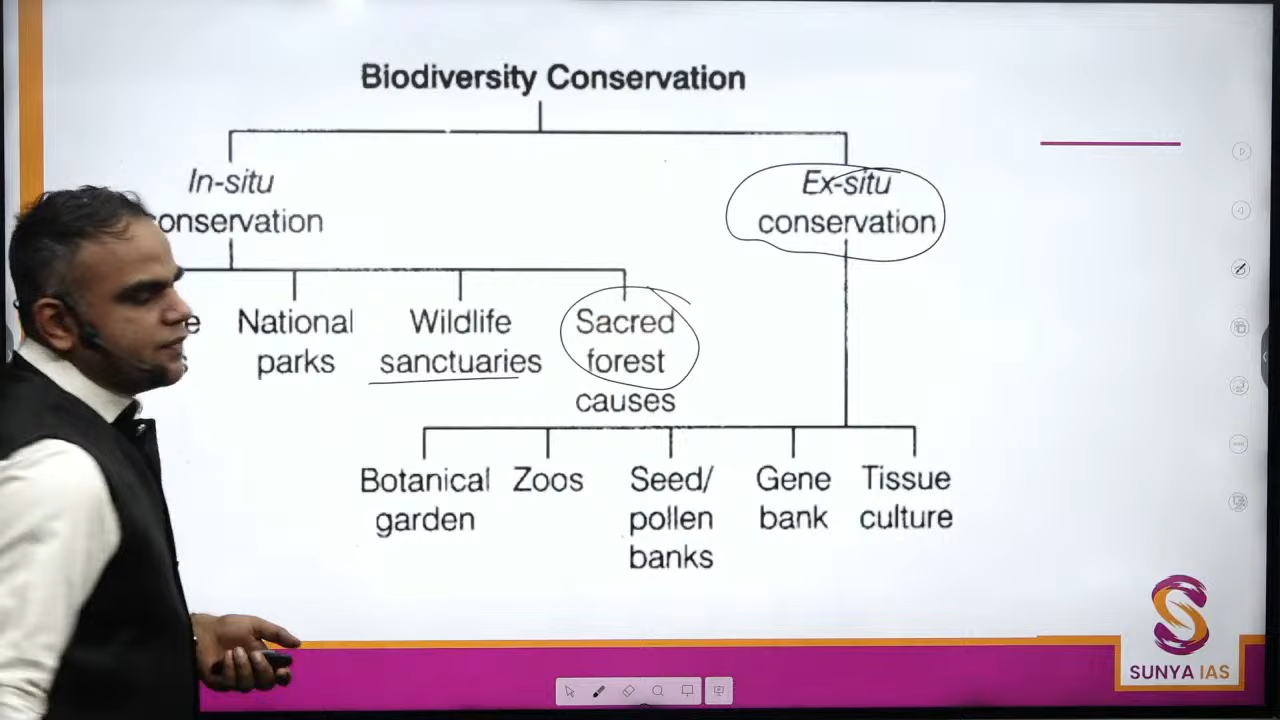 Biodiversity Conservation
In-situ
Ex-situ
onservation
conservation
e
National
parks
Wildlife
sanctuaries
Sacred
forest
causes
Botanical
garden
Zoos
Seed/
pollen
banks
Gene
bank
Tissue
culture
SUNYA IAS